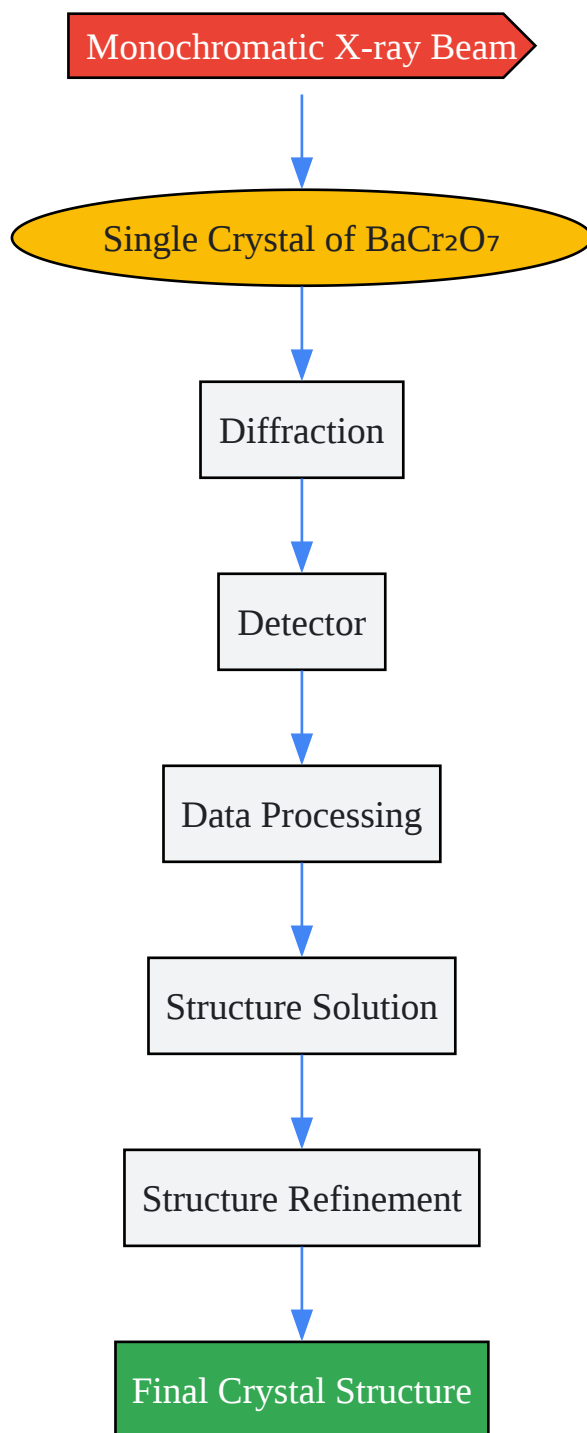 Monochromatic X-ray Beam
Single Crystal of BaCr₂O₇
Diffraction
Detector
Data Processing
Structure Solution
Structure Refinement
Final Crystal Structure